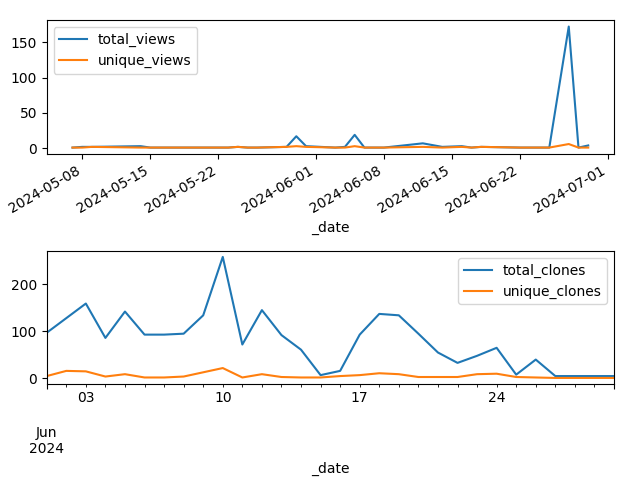 total_views
unique_views
150
100
50
0
2024-05-08
2024-05-15
2024-05-22
2024-06-01
2024-06-08
2024-06-15
2024-06-22
2024-07-01
_date
total_clones
unique_clones
200
100
0
03
10
17
24
Jun
2024
_date